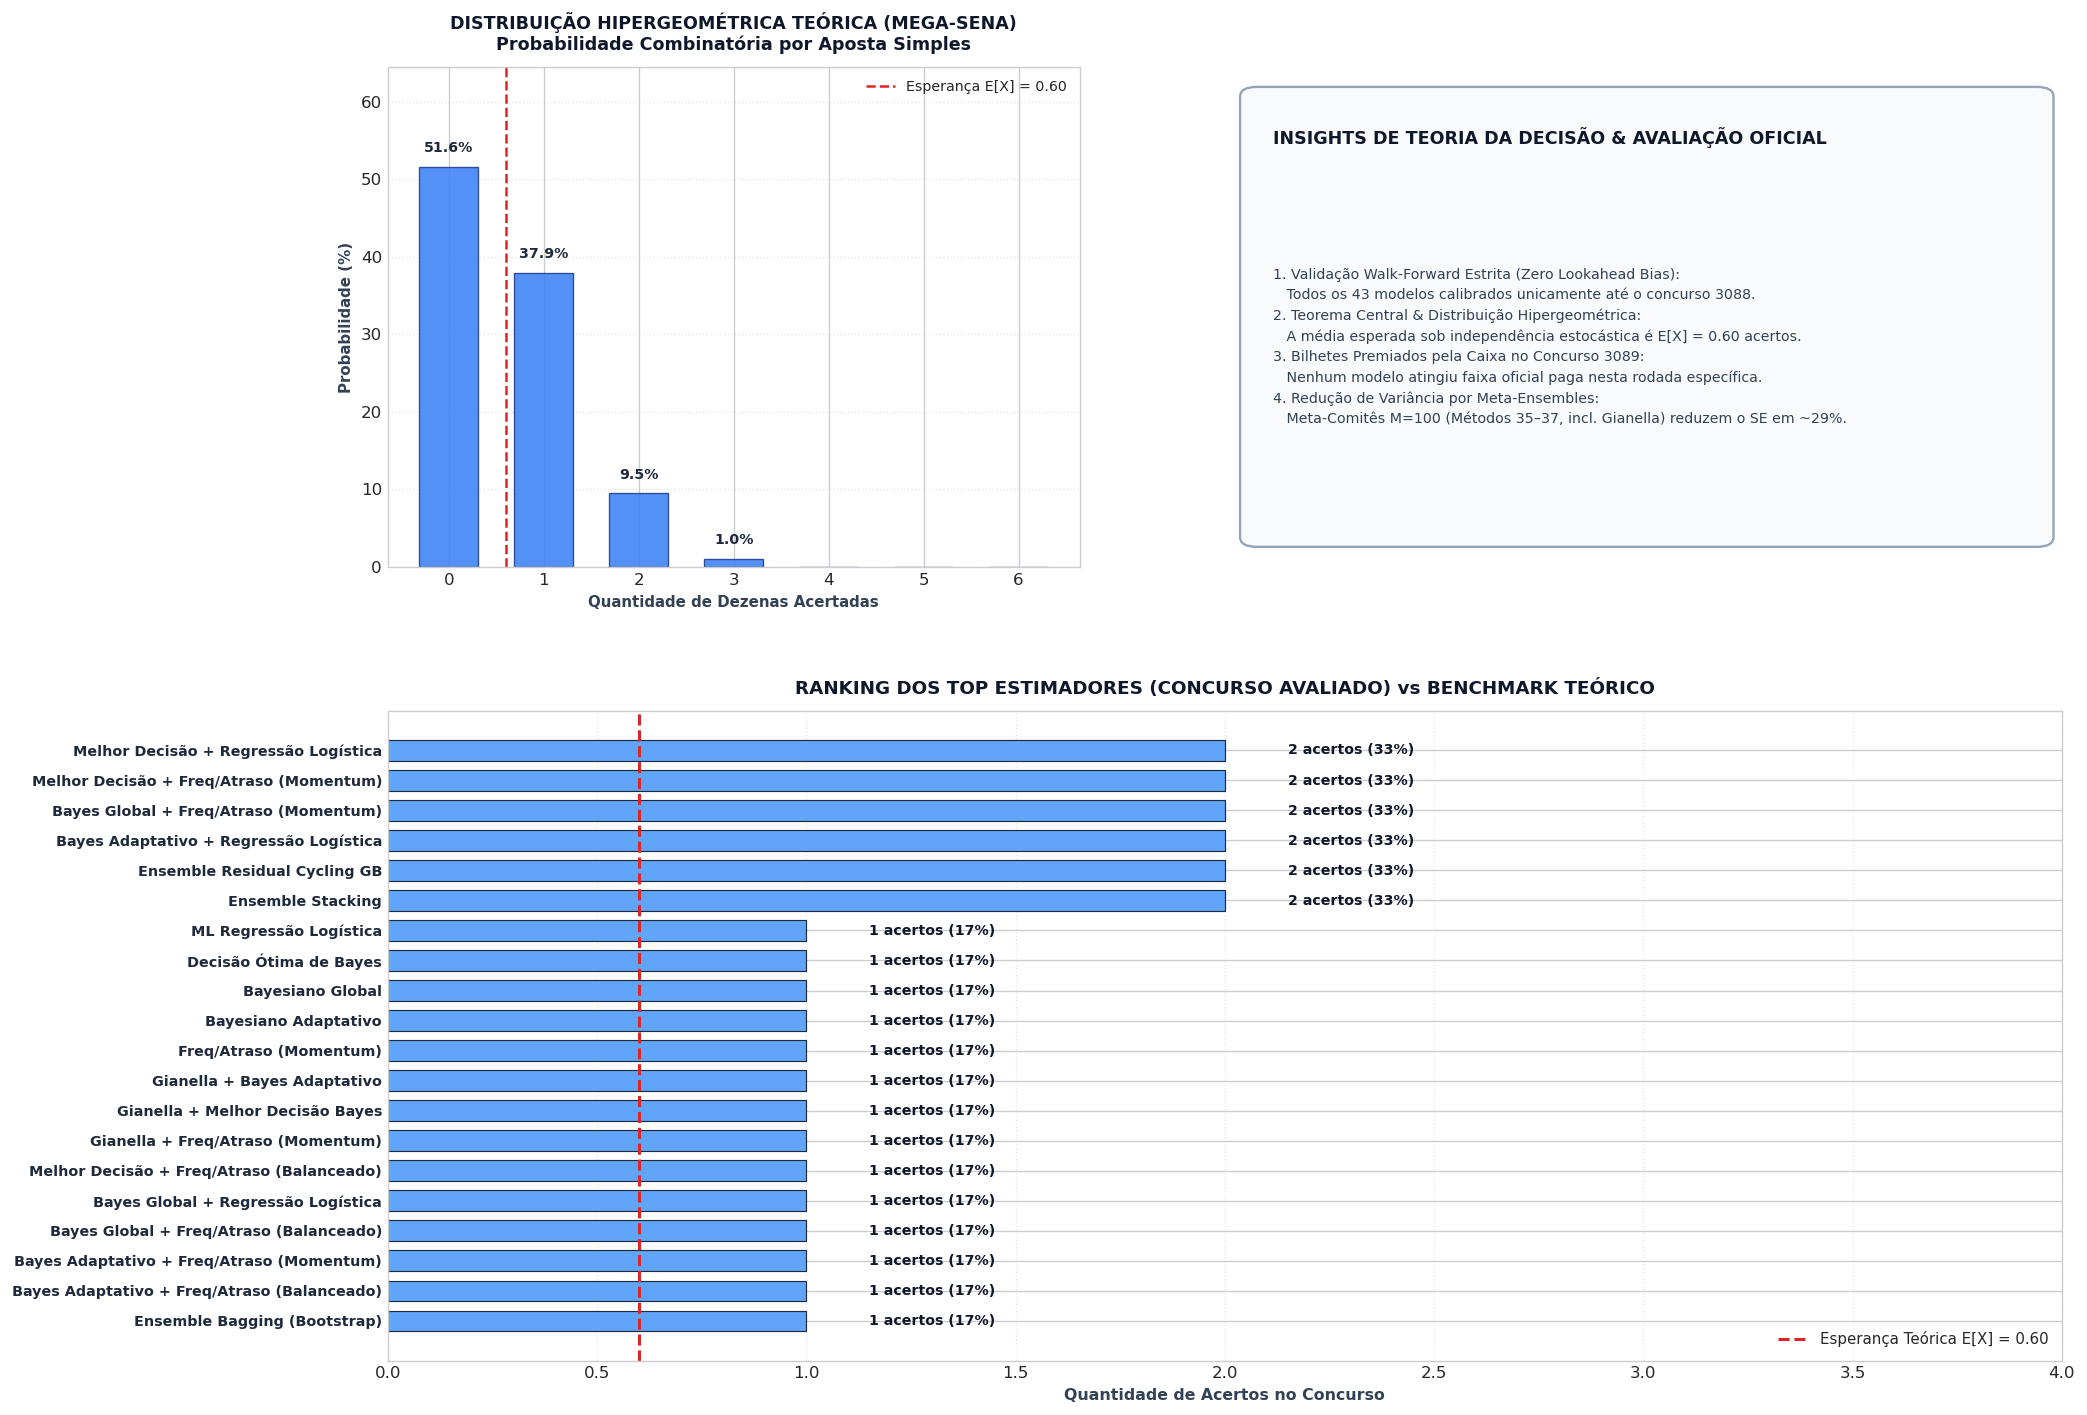 DISTRIBUIÇÃO HIPERGEOMÉTRICA TEÓRICA (MEGA-SENA)
Probabilidade Combinatória por Aposta Simples
Esperança E[X] = 0.60
Probabilidade (%)
60
50
40
30
20
10
0
51.6%
37.9%
9.5%
1.0%
0 1 2 3 4 5 6
Quantidade de Dezenas Acertadas
INSIGHTS DE TEORIA DA DECISÃO & AVALIAÇÃO OFICIAL
1. Validação Walk-Forward Estrita (Zero Lookahead Bias):
Todos os 43 modelos calibrados unicamente até o concurso 3088.
2. Teorema Central & Distribuição Hipergeométrica:
A média esperada sob independência estocástica é E[X] = 0.60 acertos.
3. Bilhetes Premiados pela Caixa no Concurso 3089:
Nenhum modelo atingiu faixa oficial paga nesta rodada específica.
4. Redução de Variância por Meta-Ensembles:
Meta-Comitês M=100 (Métodos 35–37, incl. Gianella) reduzem o SE em ~29%.
RANKING DOS TOP ESTIMADORES (CONCURSO AVALIADO) vs BENCHMARK TEÓRICO
Melhor Decisão + Regressão Logística 2 acertos (33%)
Melhor Decisão + Freq/Atraso (Momentum) 2 acertos (33%)
Bayes Global + Freq/Atraso (Momentum) 2 acertos (33%)
Bayes Adaptativo + Regressão Logística 2 acertos (33%)
Ensemble Residual Cycling GB 2 acertos (33%)
Ensemble Stacking 2 acertos (33%)
ML Regressão Logística 1 acertos (17%)
Decisão Ótima de Bayes 1 acertos (17%)
Bayesiano Global 1 acertos (17%)
Bayesiano Adaptativo 1 acertos (17%)
Freq/Atraso (Momentum) 1 acertos (17%)
Gianella + Bayes Adaptativo 1 acertos (17%)
Gianella + Melhor Decisão Bayes 1 acertos (17%)
Gianella + Freq/Atraso (Momentum) 1 acertos (17%)
Melhor Decisão + Freq/Atraso (Balanceado) 1 acertos (17%)
Bayes Global + Regressão Logística 1 acertos (17%)
Bayes Global + Freq/Atraso (Balanceado) 1 acertos (17%)
Bayes Adaptativo + Freq/Atraso (Momentum) 1 acertos (17%)
Bayes Adaptativo + Freq/Atraso (Balanceado) 1 acertos (17%)
Ensemble Bagging (Bootstrap) 1 acertos (17%)
Esperança Teórica E[X] = 0.60
0.0 0.5 1.0 1.5 2.0 2.5 3.0 3.5 4.0
Quantidade de Acertos no Concurso